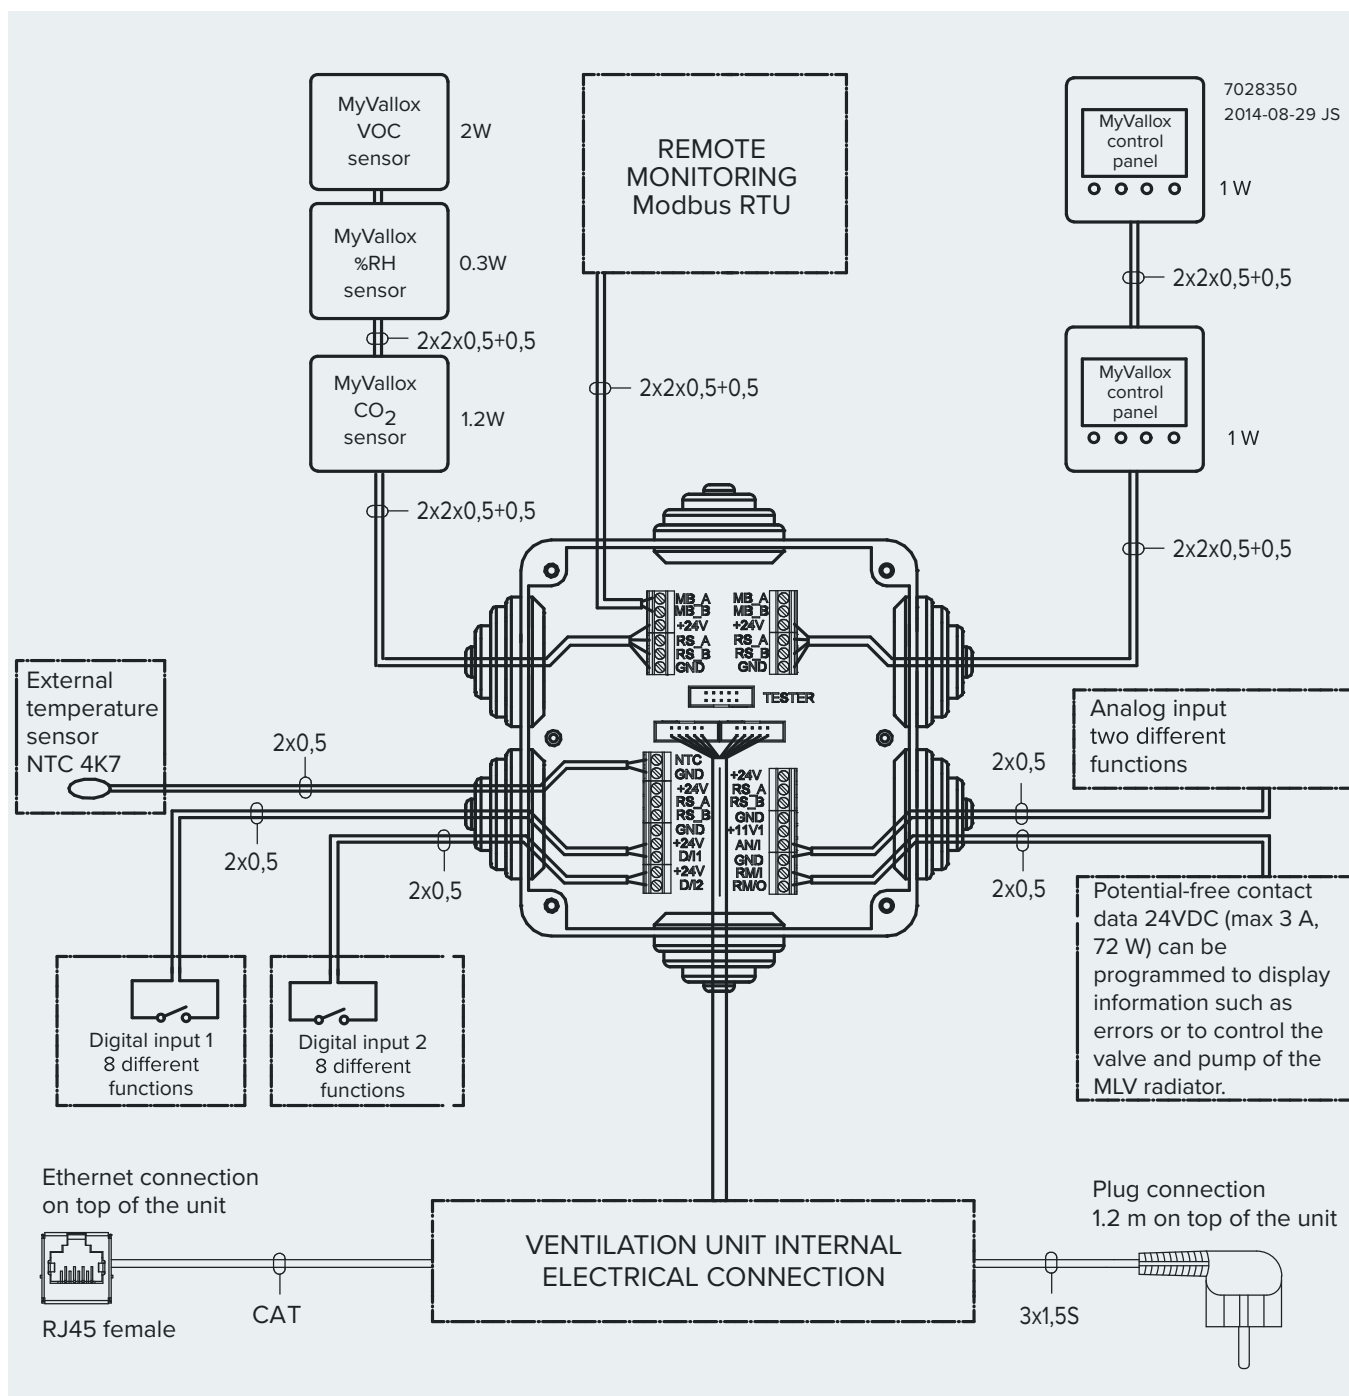 MyVallox
VOC
sensor
2W
MyVallox
%RH
sensor
0.3W
2x2x0,5+0,5
MyVallox
CO2
sensor
1.2W
2x2x0,5+0,5
REMOTE
MONITORING
Modbus RTU
2x2x0,5+0,5
7028350
2014-08-29 JS
MyVallox
control
panel
1 W
2x2x0,5+0,5
MyVallox
control
panel
1 W
2x2x0,5+0,5
MB_A
MB_B
+24V
RS_A
RS_B
GND
MB_A
MB_B
+24V
RS_A
RS_B
GND
TESTER
External
temperature
sensor
NTC 4K7
2x0,5
2x0,5
2x0,5
NTC
GND
+24V
RS_A
RS_B
GND
+24V
D/I1
+24V
D/I2
+24V
RS_A
RS_B
GND
+11V1
AN/I
GND
RM/I
RM/O
2x0,5
2x0,5
Analog input
two different
functions
Potential-free contact
data 24VDC (max 3 A,
72 W) can be
programmed to display
information such as
errors or to control the
valve and pump of the
MLV radiator.
Digital input 1
8 different
functions
Digital input 2
8 different
functions
Ethernet connection
on top of the unit
RJ45 female
CAT
VENTILATION UNIT INTERNAL
ELECTRICAL CONNECTION
3x1,5S
Plug connection
1.2 m on top of the unit